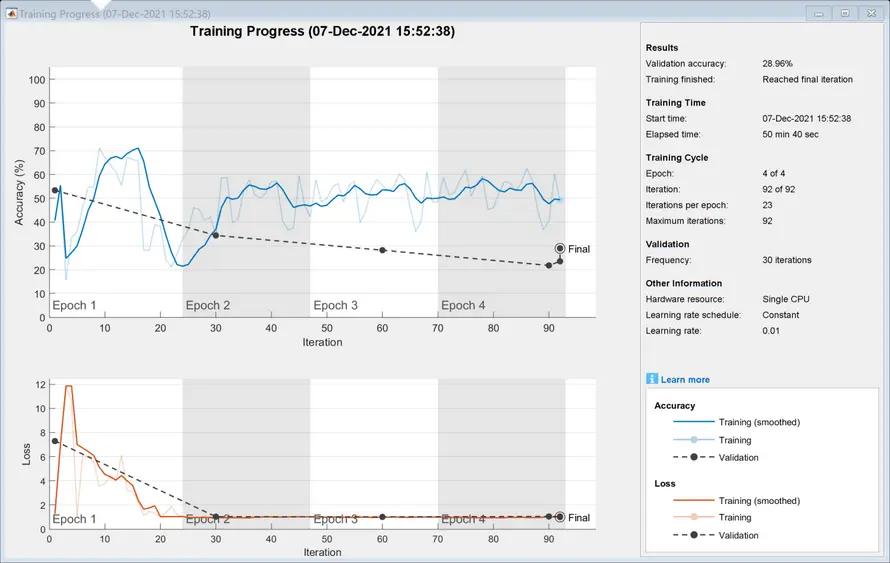 Training Progress (07-Dec-2021 15:52:38)
Training Progress (07-Dec-2021 15:52:38)
Accuracy (%)
100
90
80
70
60
50
40
30
20
10
0
Epoch 1
Epoch 2
Epoch 3
Epoch 4
Final
0 10 20 30 40 50 60 70 80 90
Iteration
Loss
12
10
8
6
4
2
0
Epoch 1
Epoch 2
Epoch 3
Epoch 4
Final
0 10 20 30 40 50 60 70 80 90
Iteration
Results
Validation accuracy: 28.96%
Training finished: Reached final iteration
Training Time
Start time: 07-Dec-2021 15:52:38
Elapsed time: 50 min 40 sec
Training Cycle
Epoch: 4 of 4
Iteration: 92 of 92
Iterations per epoch: 23
Maximum iterations: 92
Validation
Frequency: 30 iterations
Other Information
Hardware resource: Single CPU
Learning rate schedule: Constant
Learning rate: 0.01
i Learn more
Accuracy
Training (smoothed)
Training
Validation
Loss
Training (smoothed)
Training
Validation